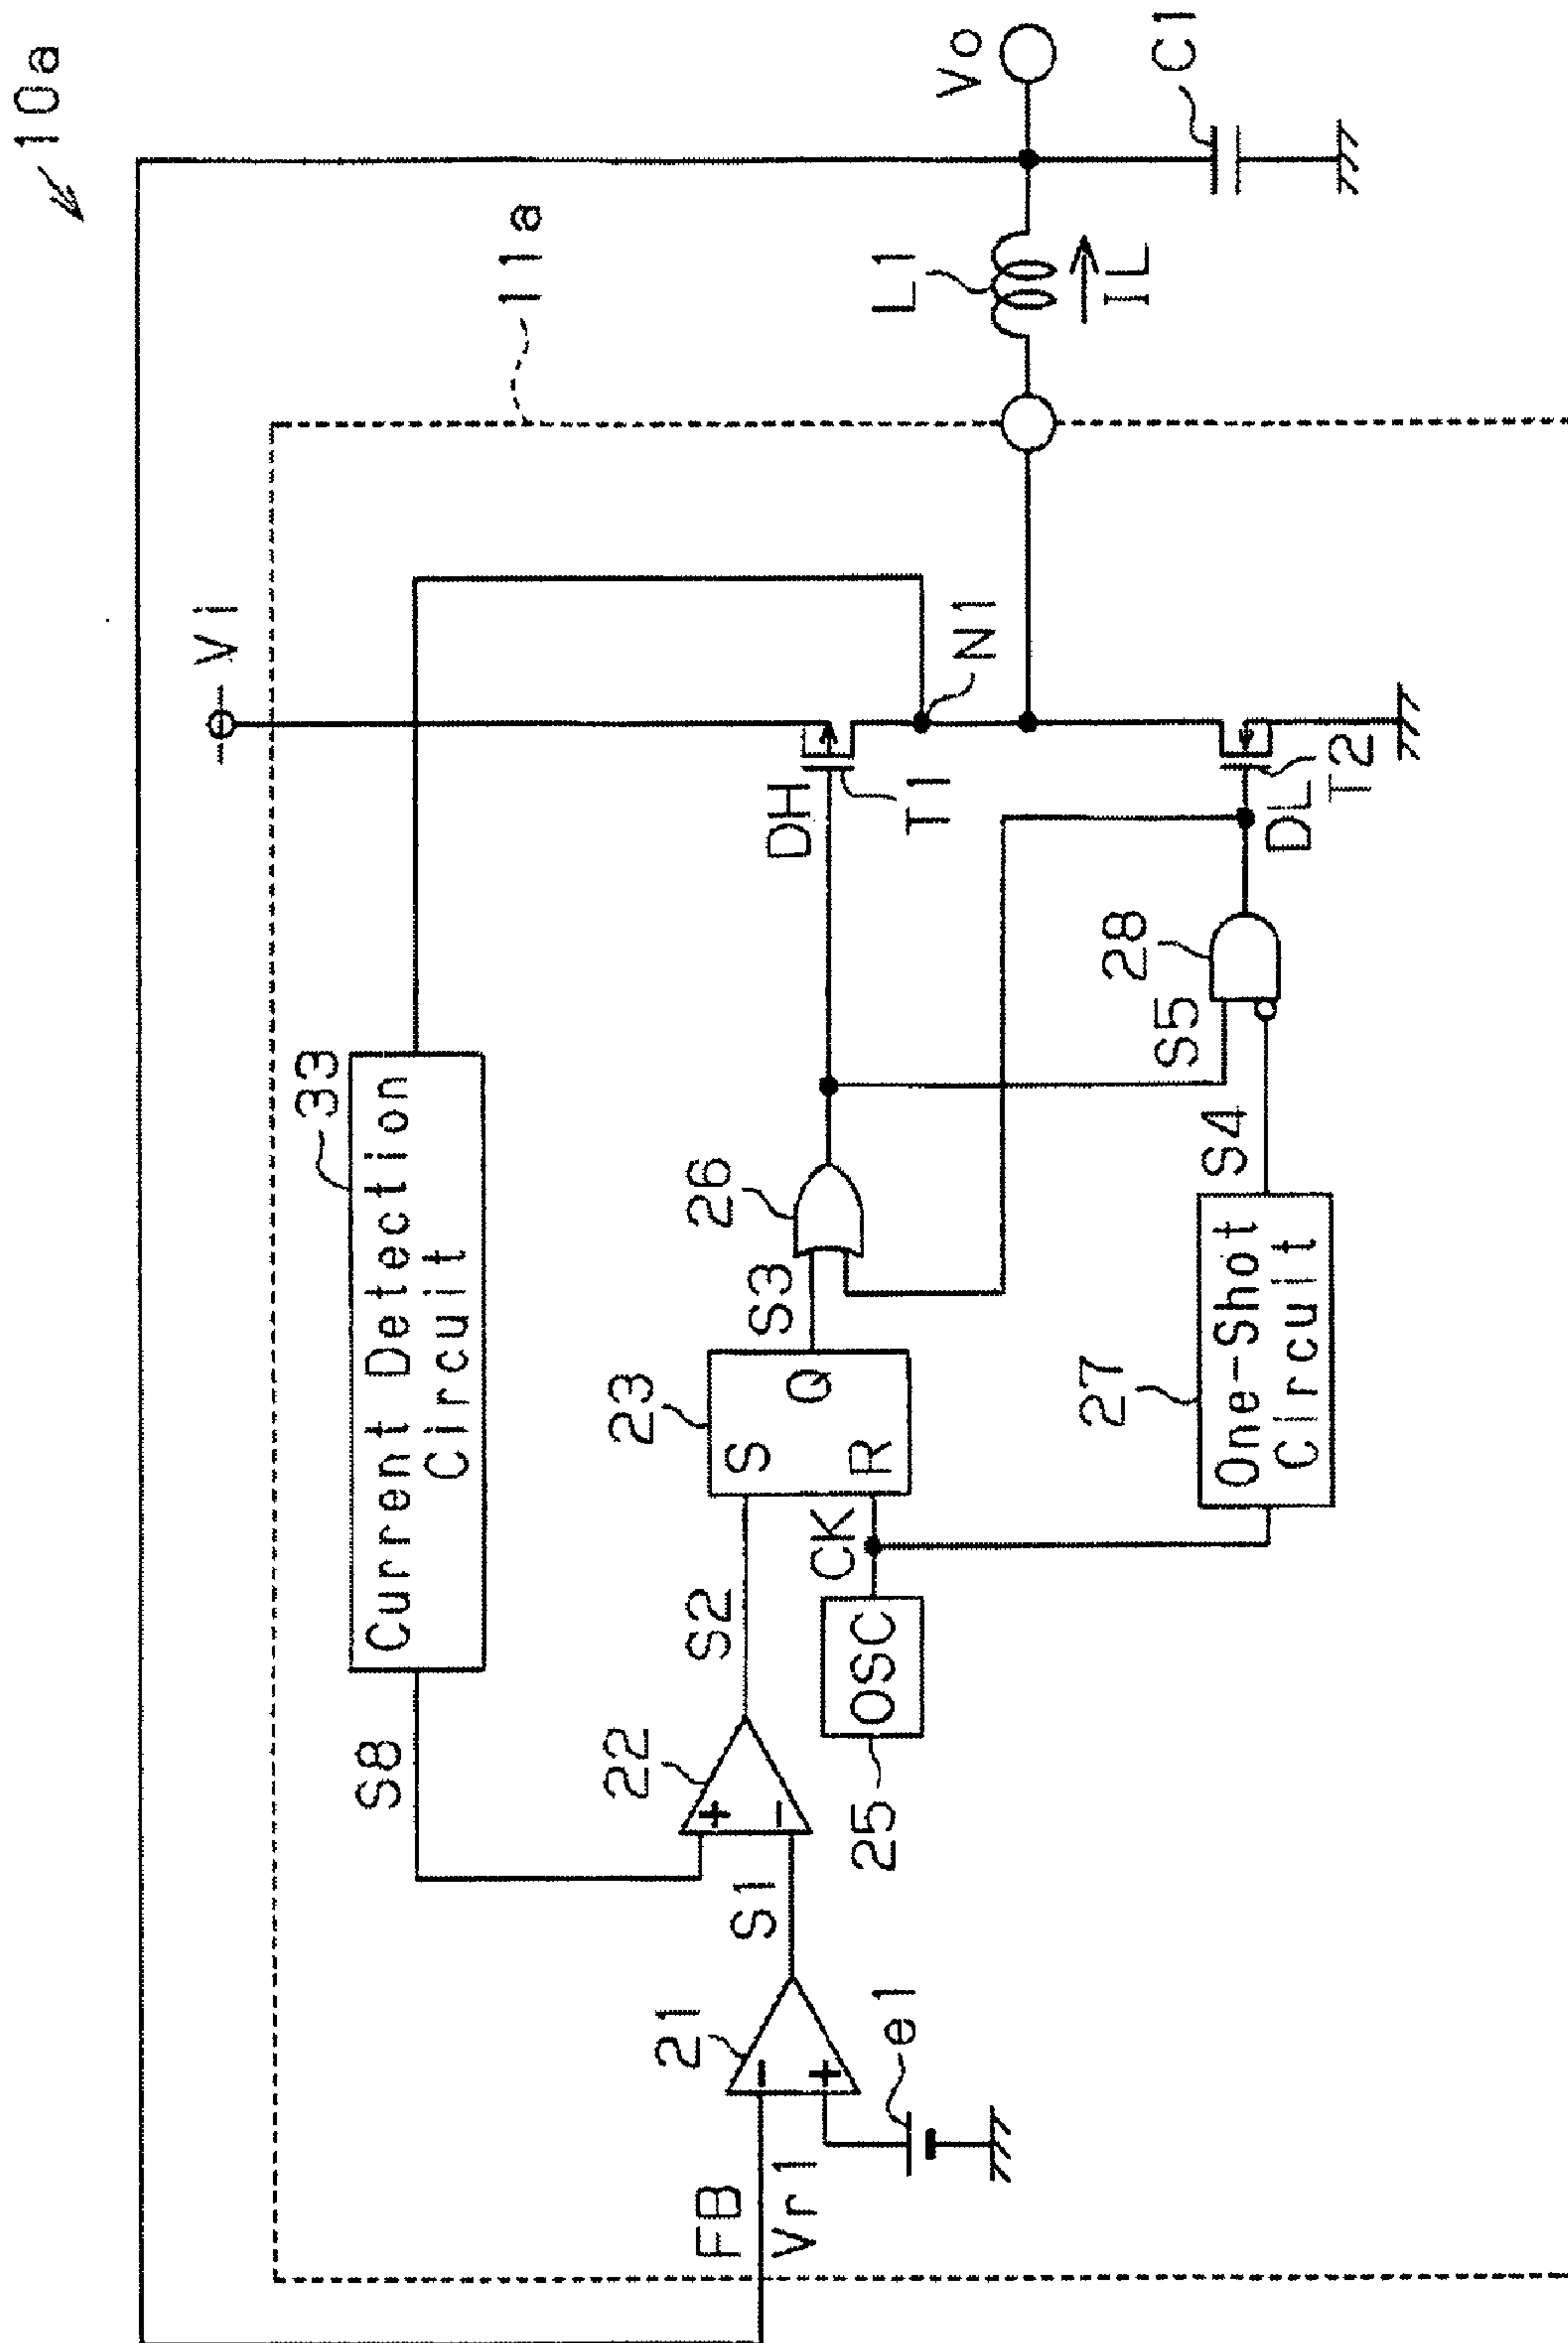 10a
11a
Vi
33
Current Detection
Circuit
S8
FB
Vr1
21
e1
S1
22
S2
25
OSC
CK
23
S
R
Q
S3
26
DH
T1
N1
L1
IL
Vo
C1
27
One-Shot
Circuit
S4
S5
28
DL
T2